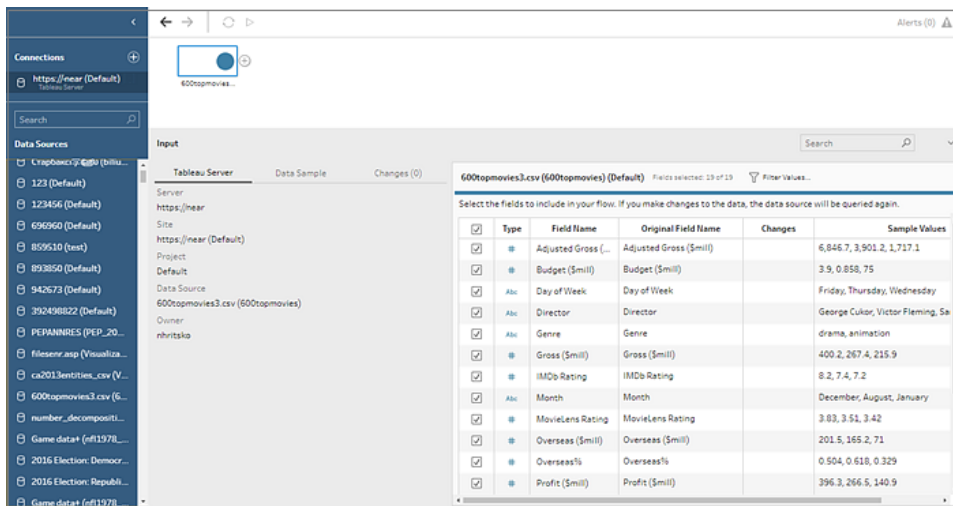 Alerts (0)
Connections
https://near (Default)
Tableau Server
Search
Data Sources
(biliu...
123 (Default)
123456 (Default)
696960 (Default)
859510 (test)
893850 (Default)
942673 (Default)
392498822 (Default)
PEPANNRES (PEP_20...
filesenr.asp (Visualiza...
ca2013entities_csv (V...
600topmovies3.csv (6...
number_decompositi...
Game data+ (nfl1978_...
2016 Election: Democr...
2016 Election: Republi...
Game data+ (nfl1978_...
600topmovies...
Input
Search
Tableau Server Data Sample Changes (0)
Server
https://near
Site
https://near (Default)
Project
Default
Data Source
600topmovies3.csv (600topmovies)
Owner
nhritsko
600topmovies3.csv (600topmovies) (Default) Fields selected: 19 of 19 Filter Values...
Select the fields to include in your flow. If you make changes to the data, the data source will be queried again.
Type Field Name Original Field Name Changes Sample Values
# Adjusted Gross (... Adjusted Gross ($mill) 6,846.7, 3,901.2, 1,717.1
# Budget ($mill) Budget ($mill) 3.9, 0.858, 75
Abc Day of Week Day of Week Friday, Thursday, Wednesday
Abc Director Director George Cukor, Victor Fleming, Sa
Abc Genre Genre drama, animation
# Gross ($mill) Gross ($mill) 400.2, 267.4, 215.9
# IMDb Rating IMDb Rating 8.2, 7.4, 7.2
Abc Month Month December, August, January
# MovieLens Rating MovieLens Rating 3.83, 3.51, 3.42
# Overseas ($mill) Overseas ($mill) 201.5, 165.2, 71
# Overseas% Overseas% 0.504, 0.618, 0.329
# Profit ($mill) Profit ($mill) 396.3, 266.5, 140.9